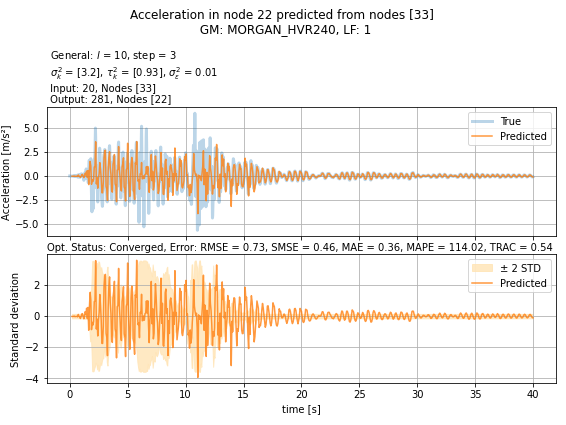 Acceleration in node 22 predicted from nodes [33]
GM: MORGAN_HVR240, LF: 1
General: l = 10, step = 3
σ²ₖ = [3.2], τ²ₖ = [0.93], σ²ε = 0.01
Input: 20, Nodes [33]
Output: 281, Nodes [22]
Acceleration [m/s²]
5.0
2.5
0.0
−2.5
−5.0
True
Predicted
Opt. Status: Converged, Error: RMSE = 0.73, SMSE = 0.46, MAE = 0.36, MAPE = 114.02, TRAC = 0.54
Standard deviation
2
0
−2
−4
± 2 STD
Predicted
0 5 10 15 20 25 30 35 40
time [s]